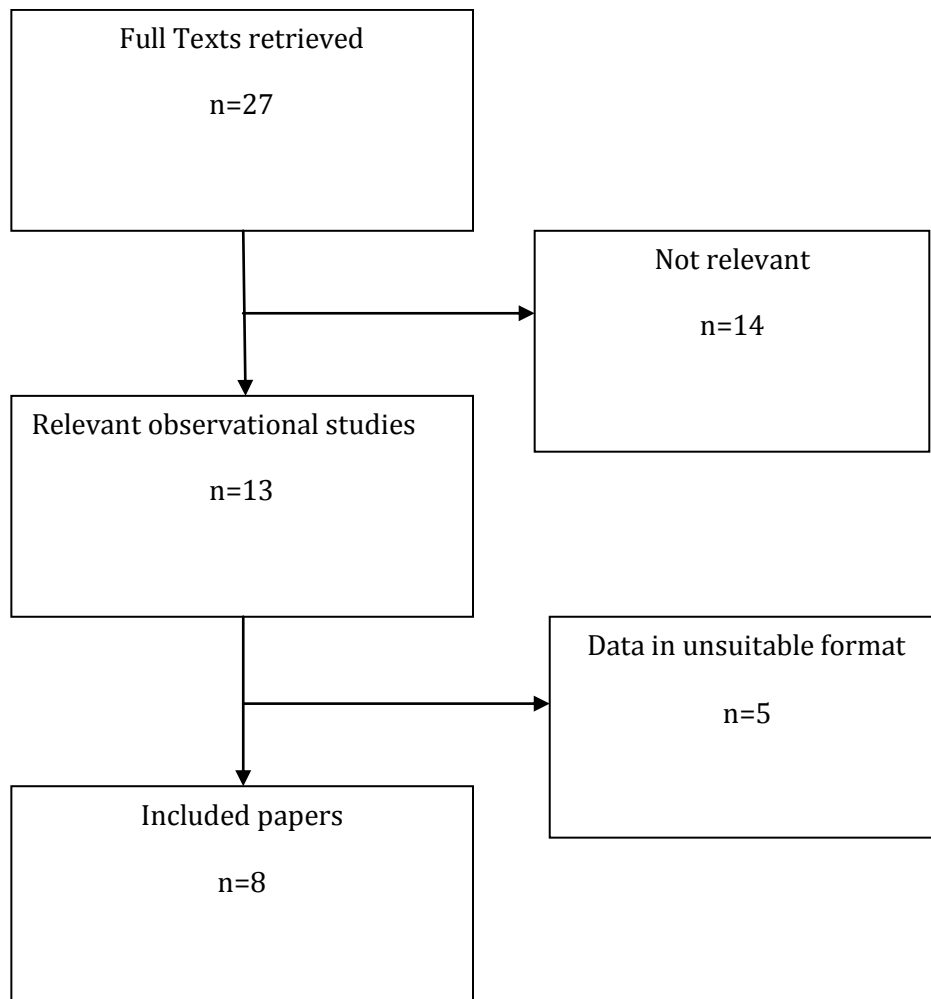 Full Texts retrieved
n=27
Not relevant
n=14
Relevant observational studies
n=13
Data in unsuitable format
n=5
Included papers
n=8